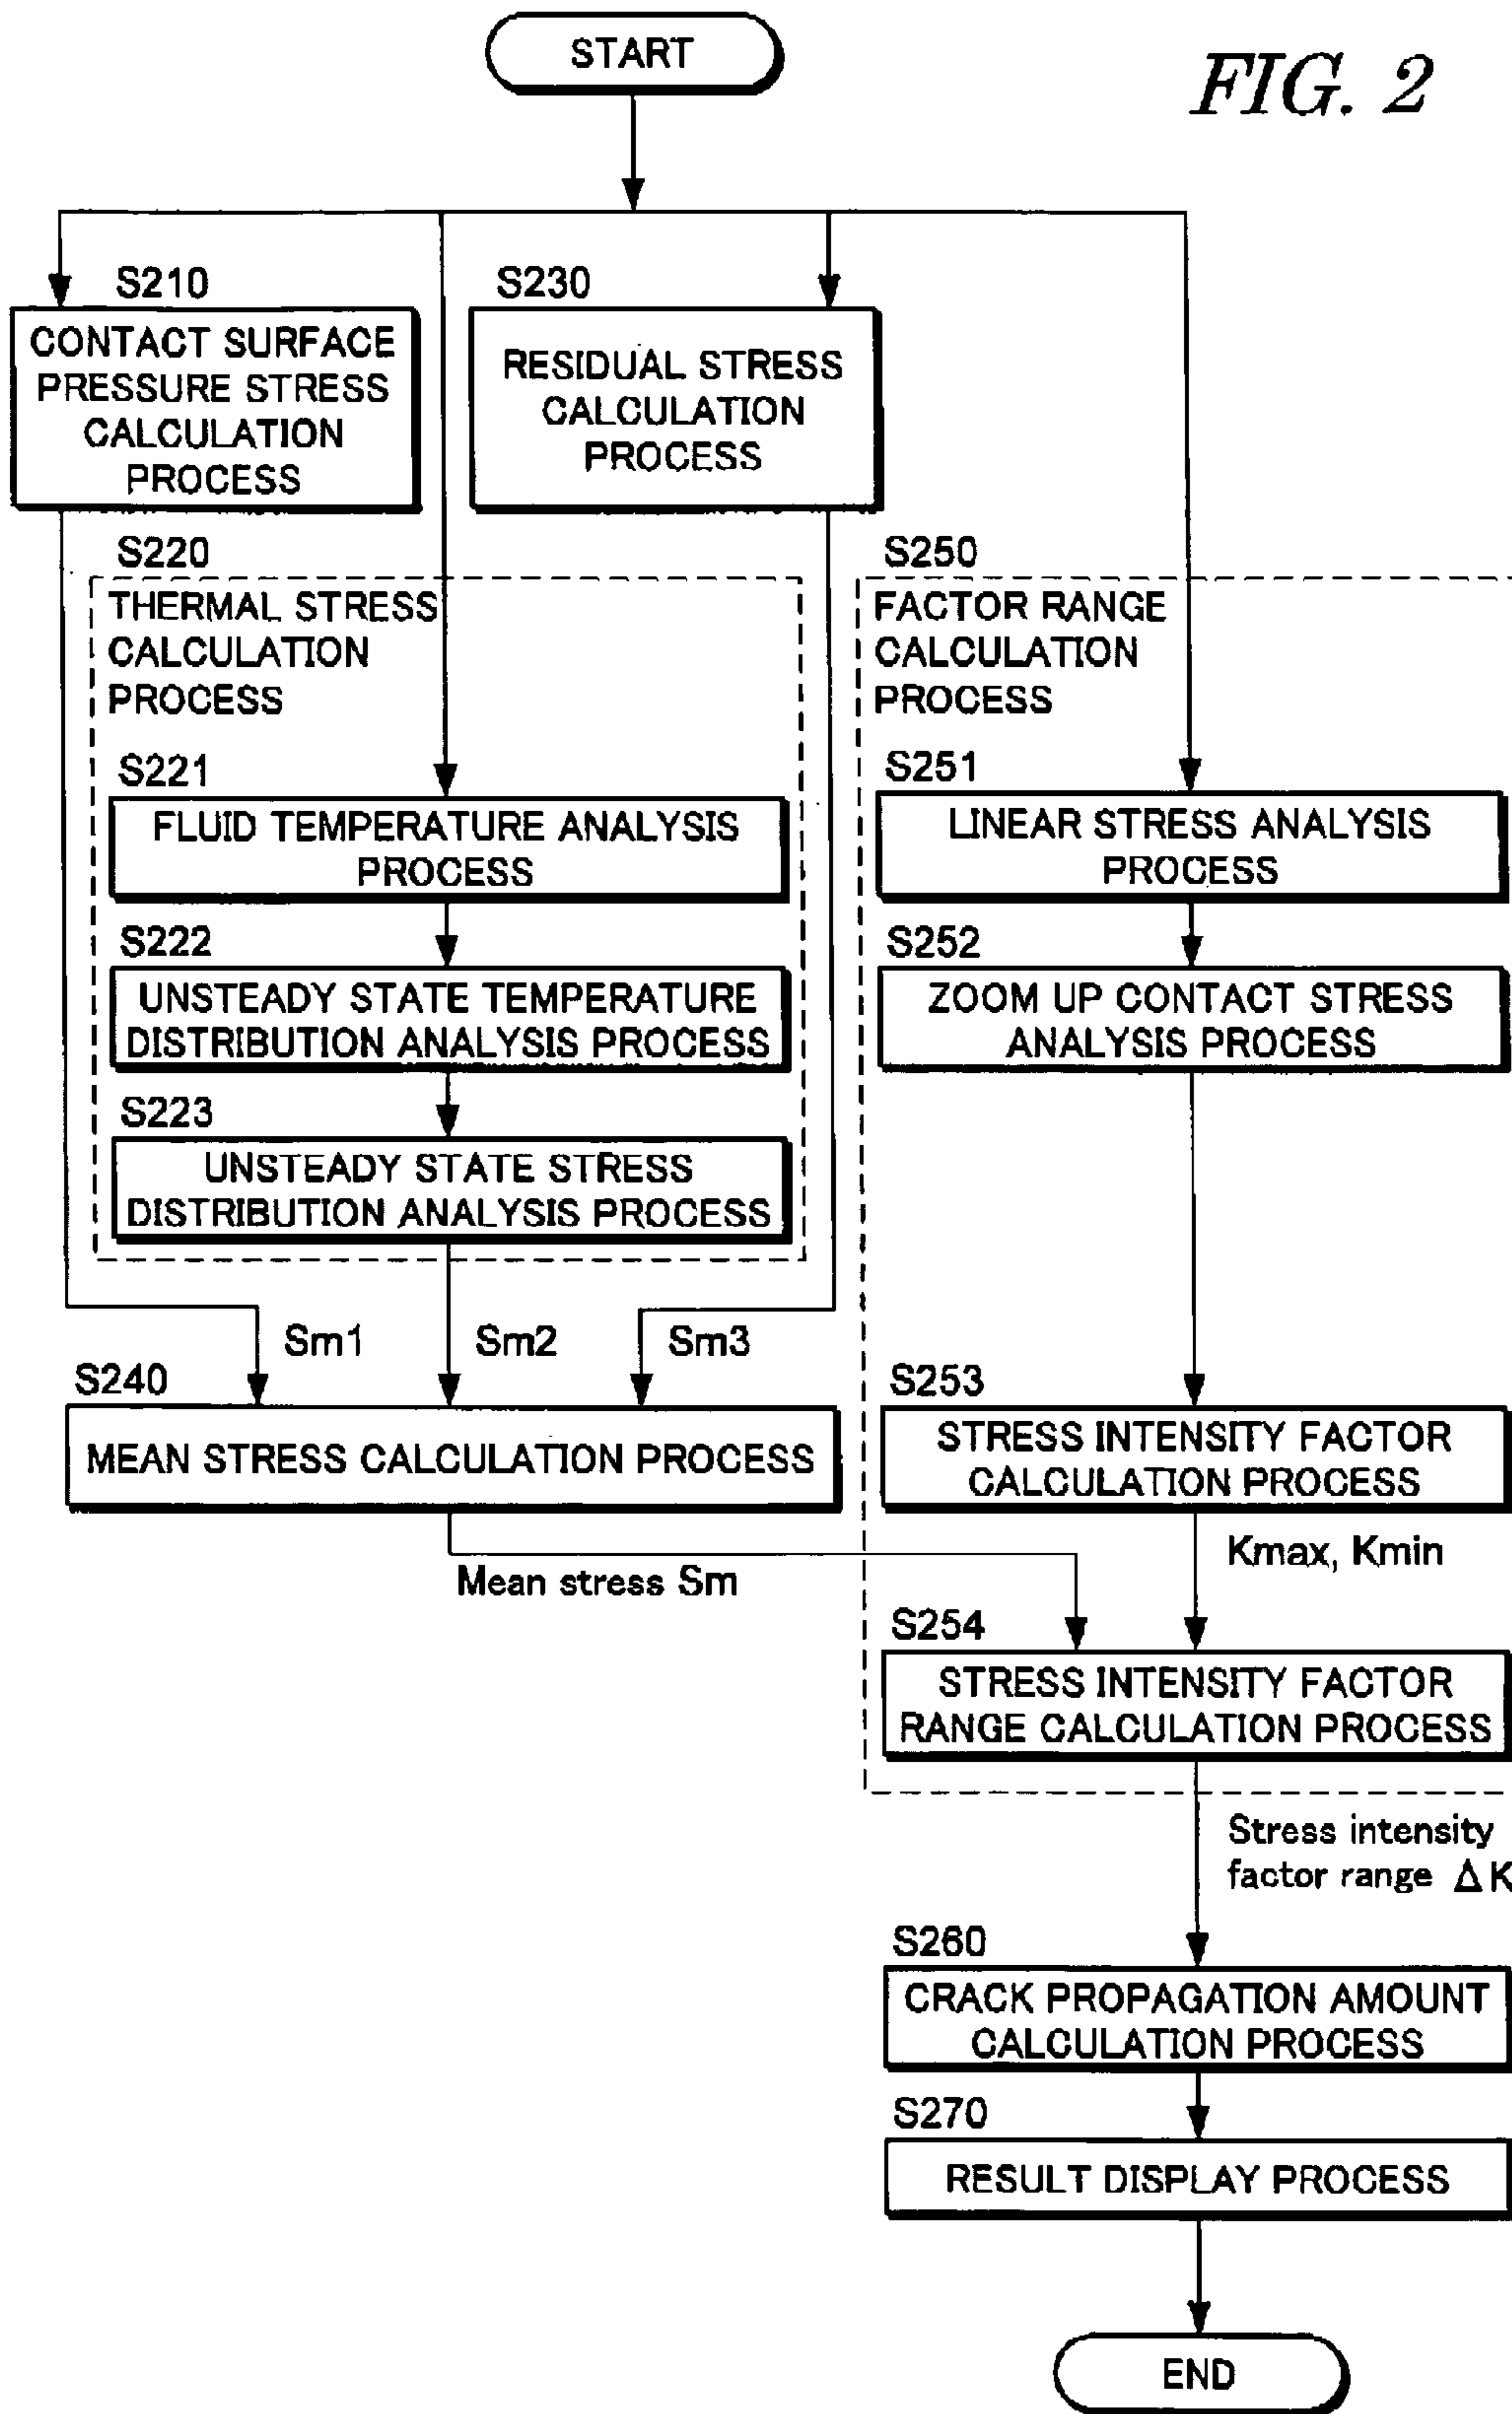 START
FIG. 2
S210
CONTACT SURFACE
PRESSURE STRESS
CALCULATION
PROCESS
S230
RESIDUAL STRESS
CALCULATION
PROCESS
S220
THERMAL STRESS
CALCULATION
PROCESS
S221
FLUID TEMPERATURE ANALYSIS
PROCESS
S222
UNSTEADY STATE TEMPERATURE
DISTRIBUTION ANALYSIS PROCESS
S223
UNSTEADY STATE STRESS
DISTRIBUTION ANALYSIS PROCESS
Sm1
Sm2
Sm3
S240
MEAN STRESS CALCULATION PROCESS
Mean stress Sm
S250
FACTOR RANGE
CALCULATION
PROCESS
S251
LINEAR STRESS ANALYSIS
PROCESS
S252
ZOOM UP CONTACT STRESS
ANALYSIS PROCESS
S253
STRESS INTENSITY FACTOR
CALCULATION PROCESS
Kmax, Kmin
S254
STRESS INTENSITY FACTOR
RANGE CALCULATION PROCESS
Stress intensity
factor range ΔK
S260
CRACK PROPAGATION AMOUNT
CALCULATION PROCESS
S270
RESULT DISPLAY PROCESS
END